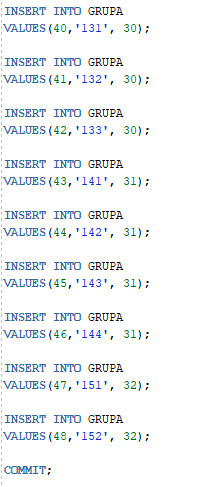 INSERT INTO GRUPA
VALUES(40,'131', 30);
INSERT INTO GRUPA
VALUES(41,'132', 30);
INSERT INTO GRUPA
VALUES(42,'133', 30);
INSERT INTO GRUPA
VALUES(43,'141', 31);
INSERT INTO GRUPA
VALUES(44,'142', 31);
INSERT INTO GRUPA
VALUES(45,'143', 31);
INSERT INTO GRUPA
VALUES(46,'144', 31);
INSERT INTO GRUPA
VALUES(47,'151', 32);
INSERT INTO GRUPA
VALUES(48,'152', 32);
COMMIT;